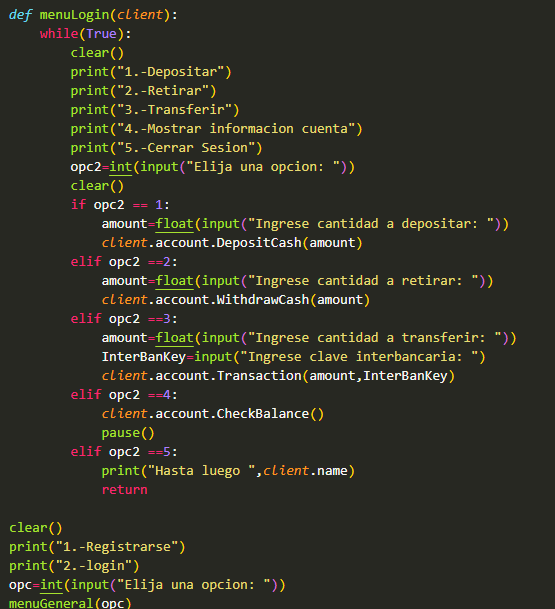 def menuLogin(client):
    while(True):
        clear()
        print("1.-Depositar")
        print("2.-Retirar")
        print("3.-Transferir")
        print("4.-Mostrar informacion cuenta")
        print("5.-Cerrar Sesion")
        opc2=int(input("Elija una opcion: "))
        clear()
        if opc2 == 1:
            amount=float(input("Ingrese cantidad a depositar: "))
            client.account.DepositCash(amount)
        elif opc2 ==2:
            amount=float(input("Ingrese cantidad a retirar: "))
            client.account.WithdrawCash(amount)
        elif opc2 ==3:
            amount=float(input("Ingrese cantidad a transferir: "))
            InterBanKey=input("Ingrese clave interbancaria: ")
            client.account.Transaction(amount,InterBanKey)
        elif opc2 ==4:
            client.account.CheckBalance()
            pause()
        elif opc2 ==5:
            print("Hasta luego ",client.name)
            return

clear()
print("1.-Registrarse")
print("2.-login")
opc=int(input("Elija una opcion: "))
menuGeneral(opc)